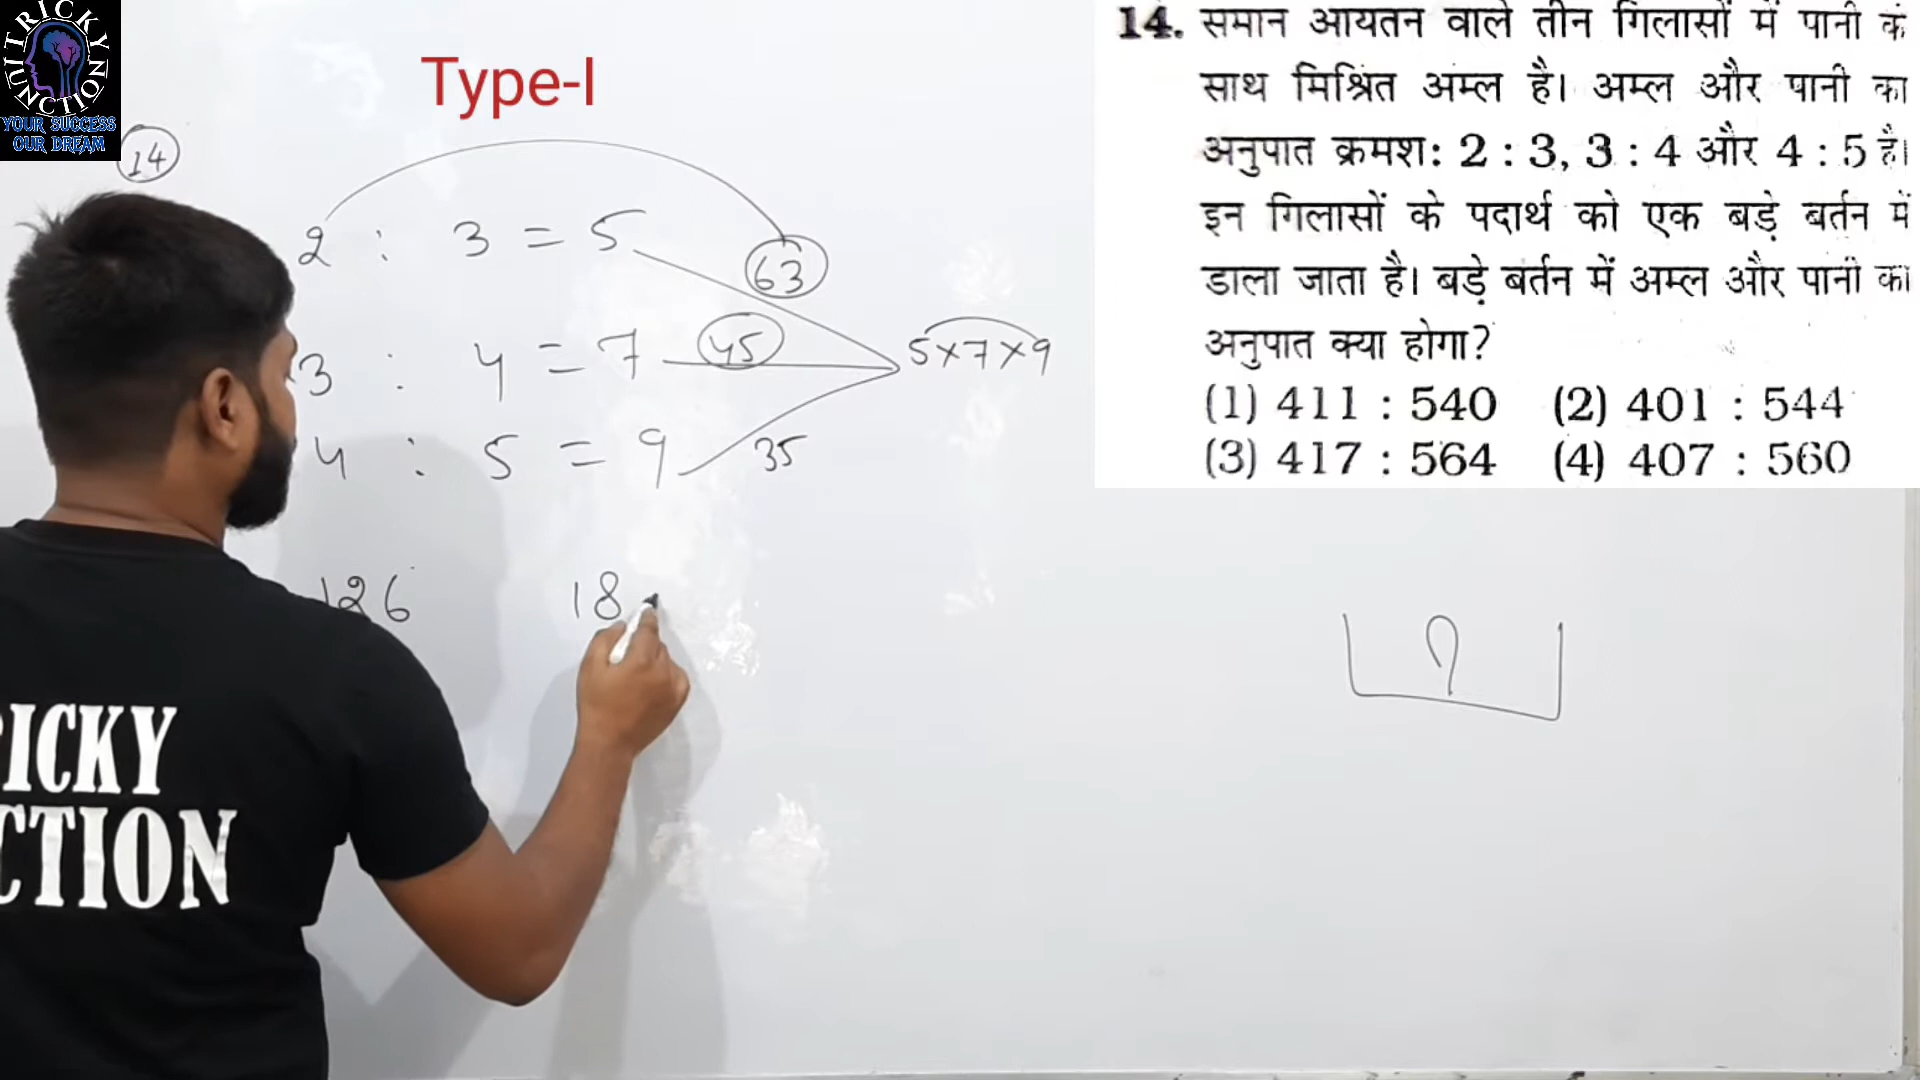 TRICKY
JUNCTION
YOUR SUCCESS
OUR DREAM
Type-I
14
2 : 3 = 5
63
3 : 4 = 7
45
5×7×9
4 : 5 = 9
35
126 18
?
RICKY
CTION
14. समान आयतन वाले तीन गिलासों में पानी के
साथ मिश्रित अम्ल है। अम्ल और पानी का
अनुपात क्रमश: 2 : 3, 3 : 4 और 4 : 5 है।
इन गिलासों के पदार्थ को एक बड़े बर्तन में
डाला जाता है। बड़े बर्तन में अम्ल और पानी का
अनुपात क्या होगा?
(1) 411 : 540 (2) 401 : 544
(3) 417 : 564 (4) 407 : 560